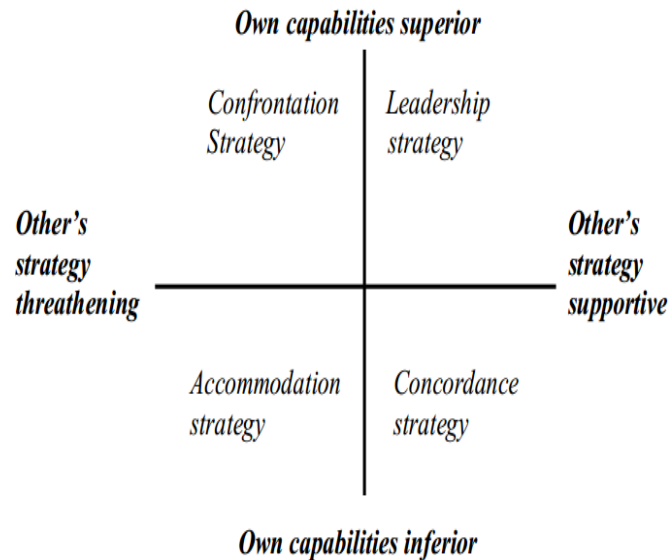 Own capabilities superior
Confrontation
Strategy
Leadership
strategy
Other's
strategy
threathening
Other's
strategy
supportive
Accommodation
strategy
Concordance
strategy
Own capabilities inferior